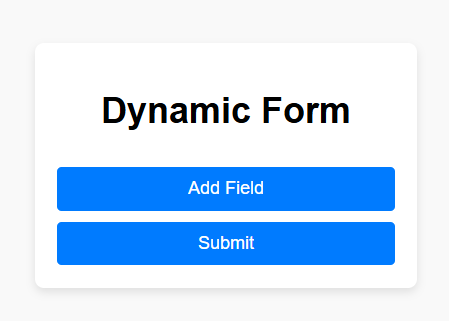 Dynamic Form
Add Field
Submit